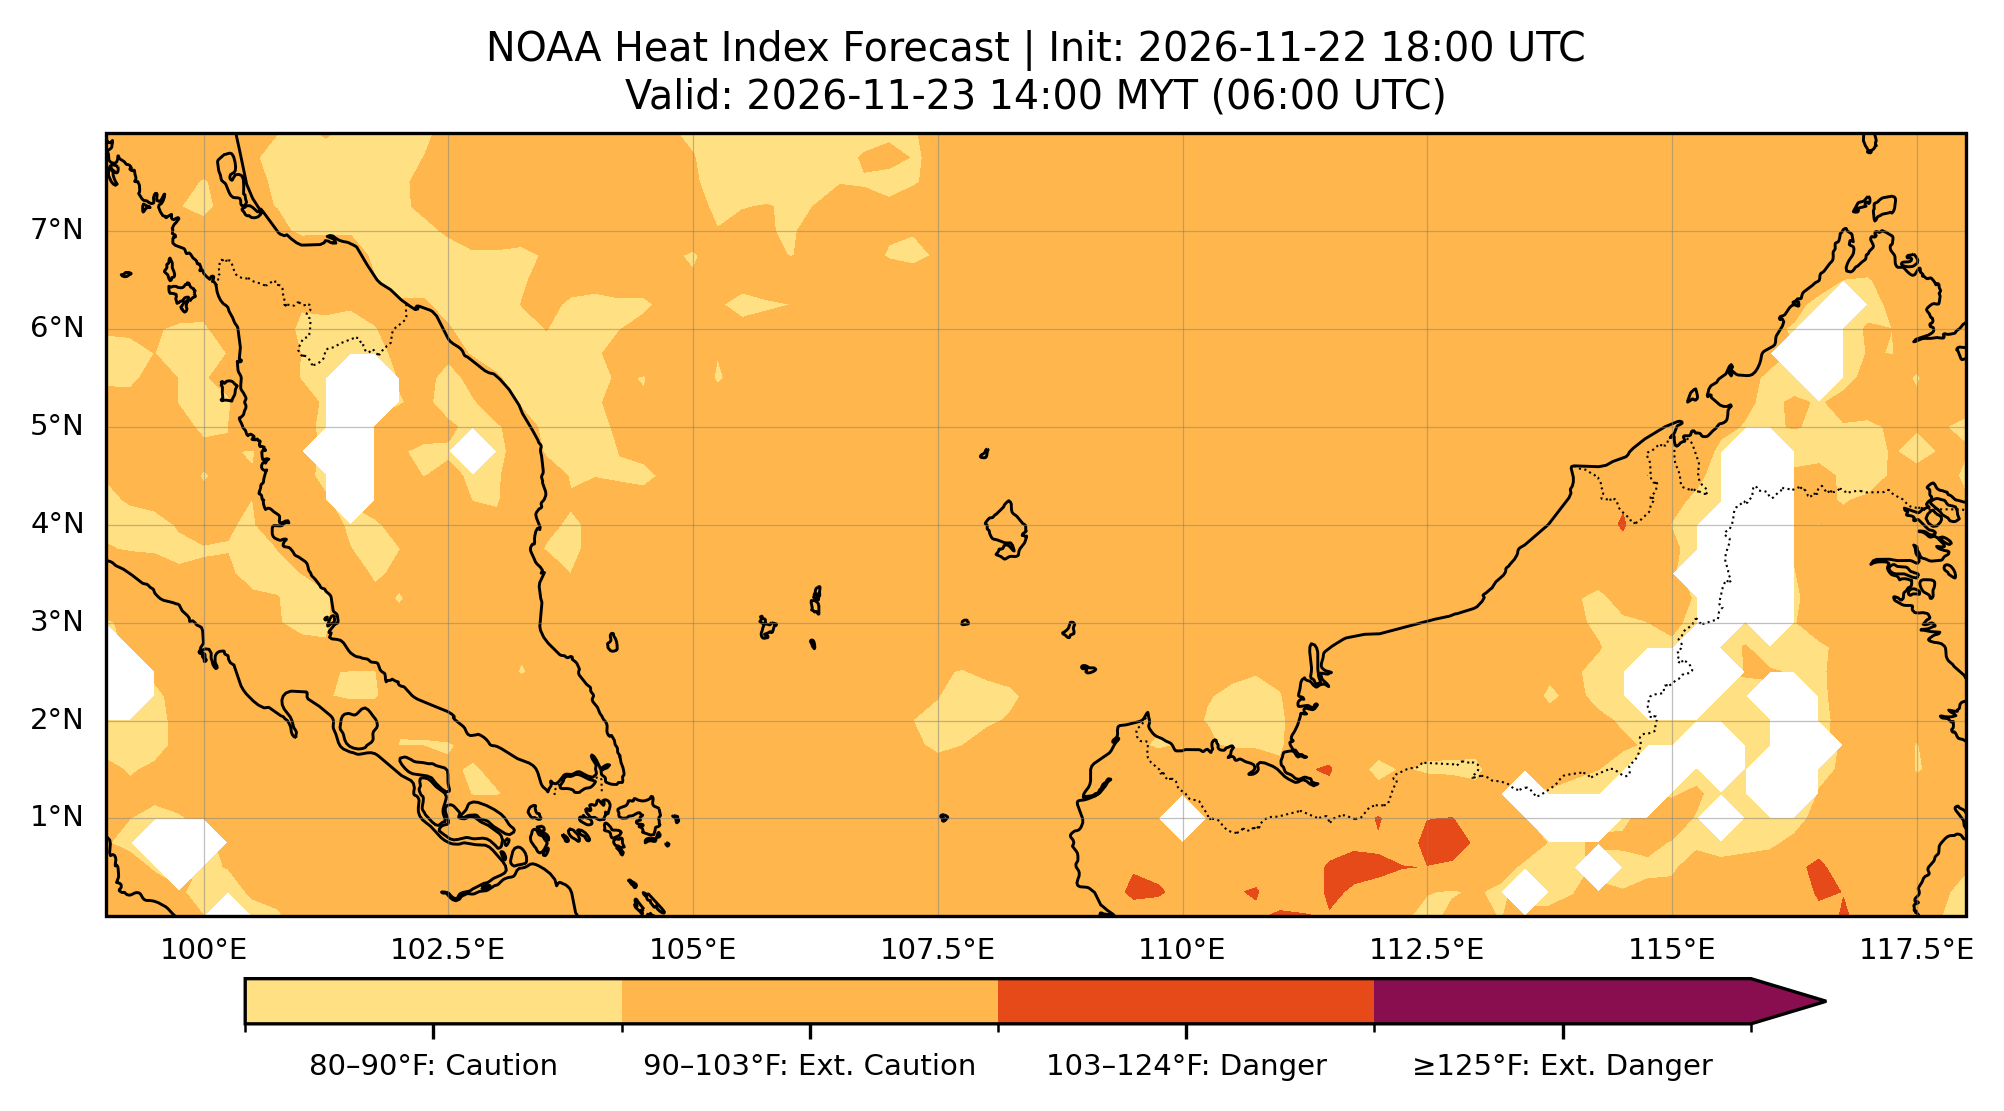 NOAA Heat Index Forecast | Init: 2026-11-22 18:00 UTC
Valid: 2026-11-23 14:00 MYT (06:00 UTC)
7°N
6°N
5°N
4°N
3°N
2°N
1°N
100°E 102.5°E 105°E 107.5°E 110°E 112.5°E 115°E 117.5°E
80–90°F: Caution 90–103°F: Ext. Caution 103–124°F: Danger ≥125°F: Ext. Danger